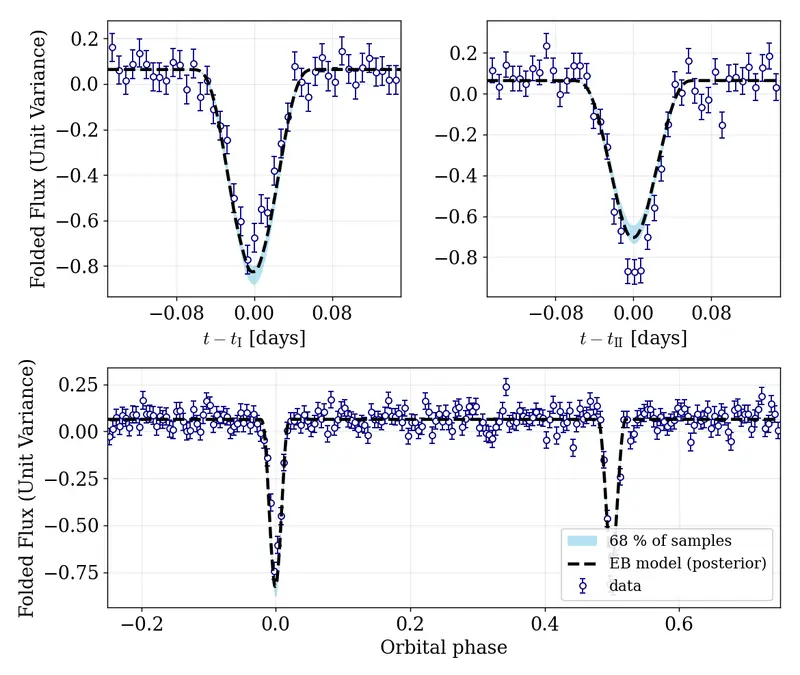 Folded Flux (Unit Variance)
0.2
0.0
−0.2
−0.4
−0.6
−0.8
−0.08 0.00 0.08
t − tI [days]
0.2
0.0
−0.2
−0.4
−0.6
−0.8
−0.08 0.00 0.08
t − tII [days]
Folded Flux (Unit Variance)
0.25
0.00
−0.25
−0.50
−0.75
68 % of samples
EB model (posterior)
data
−0.2 0.0 0.2 0.4 0.6
Orbital phase